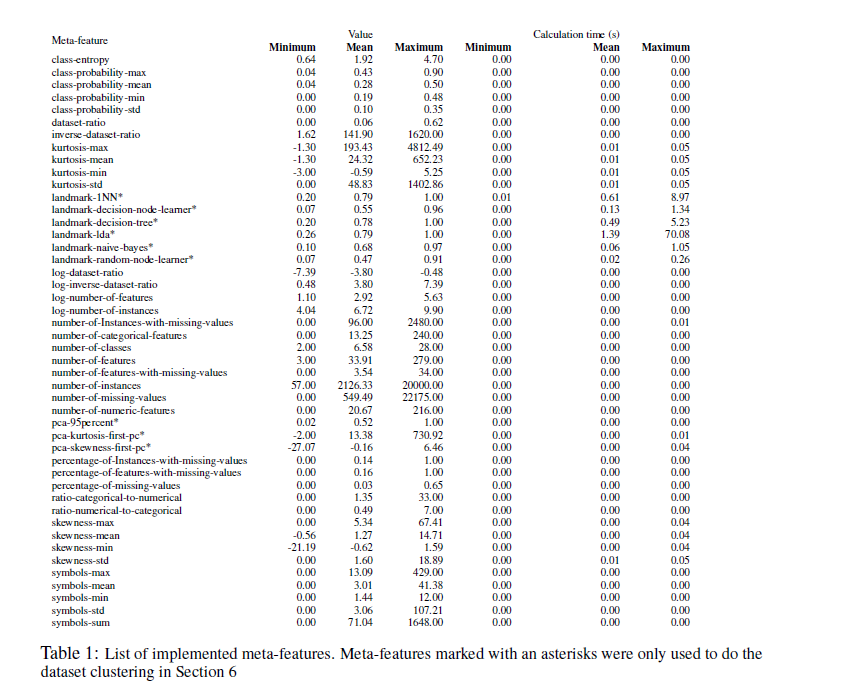 Meta-feature Value Calculation time (s)
Minimum Mean Maximum Minimum Mean Maximum
class-entropy 0.64 1.92 4.70 0.00 0.00 0.00
class-probability-max 0.04 0.43 0.90 0.00 0.00 0.00
class-probability-mean 0.04 0.28 0.50 0.00 0.00 0.00
class-probability-min 0.00 0.19 0.48 0.00 0.00 0.00
class-probability-std 0.00 0.10 0.35 0.00 0.00 0.00
dataset-ratio 0.00 0.06 0.62 0.00 0.00 0.00
inverse-dataset-ratio 1.62 141.90 1620.00 0.00 0.00 0.00
kurtosis-max -1.30 193.43 4812.49 0.00 0.01 0.05
kurtosis-mean -1.30 24.32 652.23 0.00 0.01 0.05
kurtosis-min -3.00 -0.59 5.25 0.00 0.01 0.05
kurtosis-std 0.00 48.83 1402.86 0.00 0.01 0.05
landmark-1NN* 0.20 0.79 1.00 0.01 0.61 8.97
landmark-decision-node-learner* 0.07 0.55 0.96 0.00 0.13 1.34
landmark-decision-tree* 0.20 0.78 1.00 0.00 0.49 5.23
landmark-lda* 0.26 0.79 1.00 0.00 1.39 70.08
landmark-naive-bayes* 0.10 0.68 0.97 0.00 0.06 1.05
landmark-random-node-learner* 0.07 0.47 0.91 0.00 0.02 0.26
log-dataset-ratio -7.39 -3.80 -0.48 0.00 0.00 0.00
log-inverse-dataset-ratio 0.48 3.80 7.39 0.00 0.00 0.00
log-number-of-features 1.10 2.92 5.63 0.00 0.00 0.00
log-number-of-instances 4.04 6.72 9.90 0.00 0.00 0.00
number-of-Instances-with-missing-values 0.00 96.00 2480.00 0.00 0.00 0.01
number-of-categorical-features 0.00 13.25 240.00 0.00 0.00 0.00
number-of-classes 2.00 6.58 28.00 0.00 0.00 0.00
number-of-features 3.00 33.91 279.00 0.00 0.00 0.00
number-of-features-with-missing-values 0.00 3.54 34.00 0.00 0.00 0.00
number-of-instances 57.00 2126.33 20000.00 0.00 0.00 0.00
number-of-missing-values 0.00 549.49 22175.00 0.00 0.00 0.00
number-of-numeric-features 0.00 20.67 216.00 0.00 0.00 0.00
pca-95percent* 0.02 0.52 1.00 0.00 0.00 0.00
pca-kurtosis-first-pc* -2.00 13.38 730.92 0.00 0.00 0.01
pca-skewness-first-pc* -27.07 -0.16 6.46 0.00 0.00 0.04
percentage-of-Instances-with-missing-values 0.00 0.14 1.00 0.00 0.00 0.00
percentage-of-features-with-missing-values 0.00 0.16 1.00 0.00 0.00 0.00
percentage-of-missing-values 0.00 0.03 0.65 0.00 0.00 0.00
ratio-categorical-to-numerical 0.00 1.35 33.00 0.00 0.00 0.00
ratio-numerical-to-categorical 0.00 0.49 7.00 0.00 0.00 0.00
skewness-max 0.00 5.34 67.41 0.00 0.00 0.04
skewness-mean -0.56 1.27 14.71 0.00 0.00 0.04
skewness-min -21.19 -0.62 1.59 0.00 0.00 0.04
skewness-std 0.00 1.60 18.89 0.00 0.01 0.05
symbols-max 0.00 13.09 429.00 0.00 0.00 0.00
symbols-mean 0.00 3.01 41.38 0.00 0.00 0.00
symbols-min 0.00 1.44 12.00 0.00 0.00 0.00
symbols-std 0.00 3.06 107.21 0.00 0.00 0.00
symbols-sum 0.00 71.04 1648.00 0.00 0.00 0.00
Table 1: List of implemented meta-features. Meta-features marked with an asterisks were only used to do the
dataset clustering in Section 6